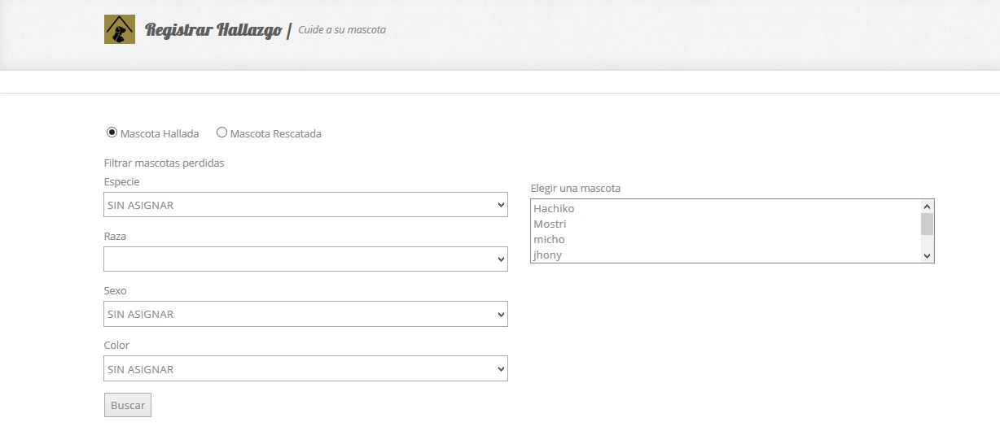 Registrar Hallazgo | Cuide a su mascota
Mascota Hallada Mascota Rescatada
Filtrar mascotas perdidas
Especie
SIN ASIGNAR
Raza
Sexo
SIN ASIGNAR
Color
SIN ASIGNAR
Buscar
Elegir una mascota
Hachiko
Mostri
micho
jhony